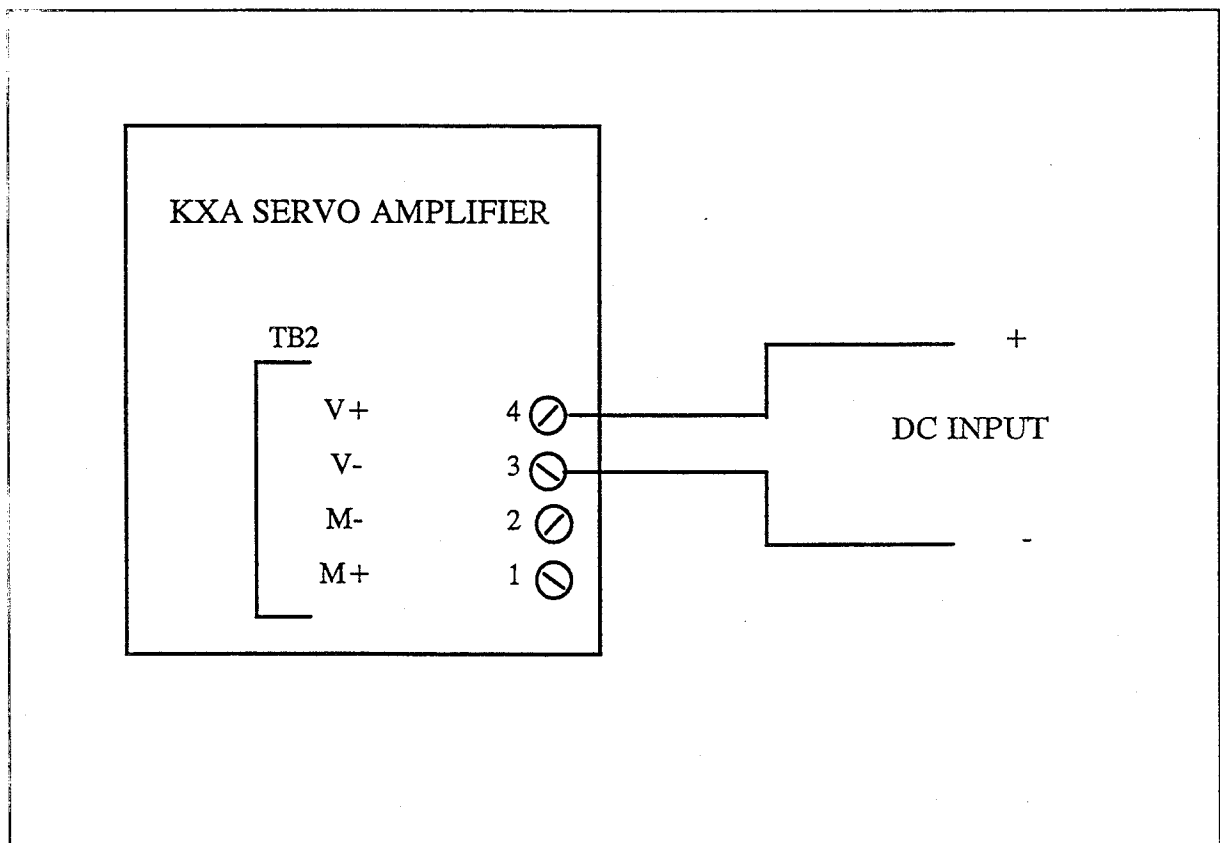 KXA SERVO AMPLIFIER
TB2
V+ 4
V- 3
M- 2
M+ 1
+
DC INPUT
-